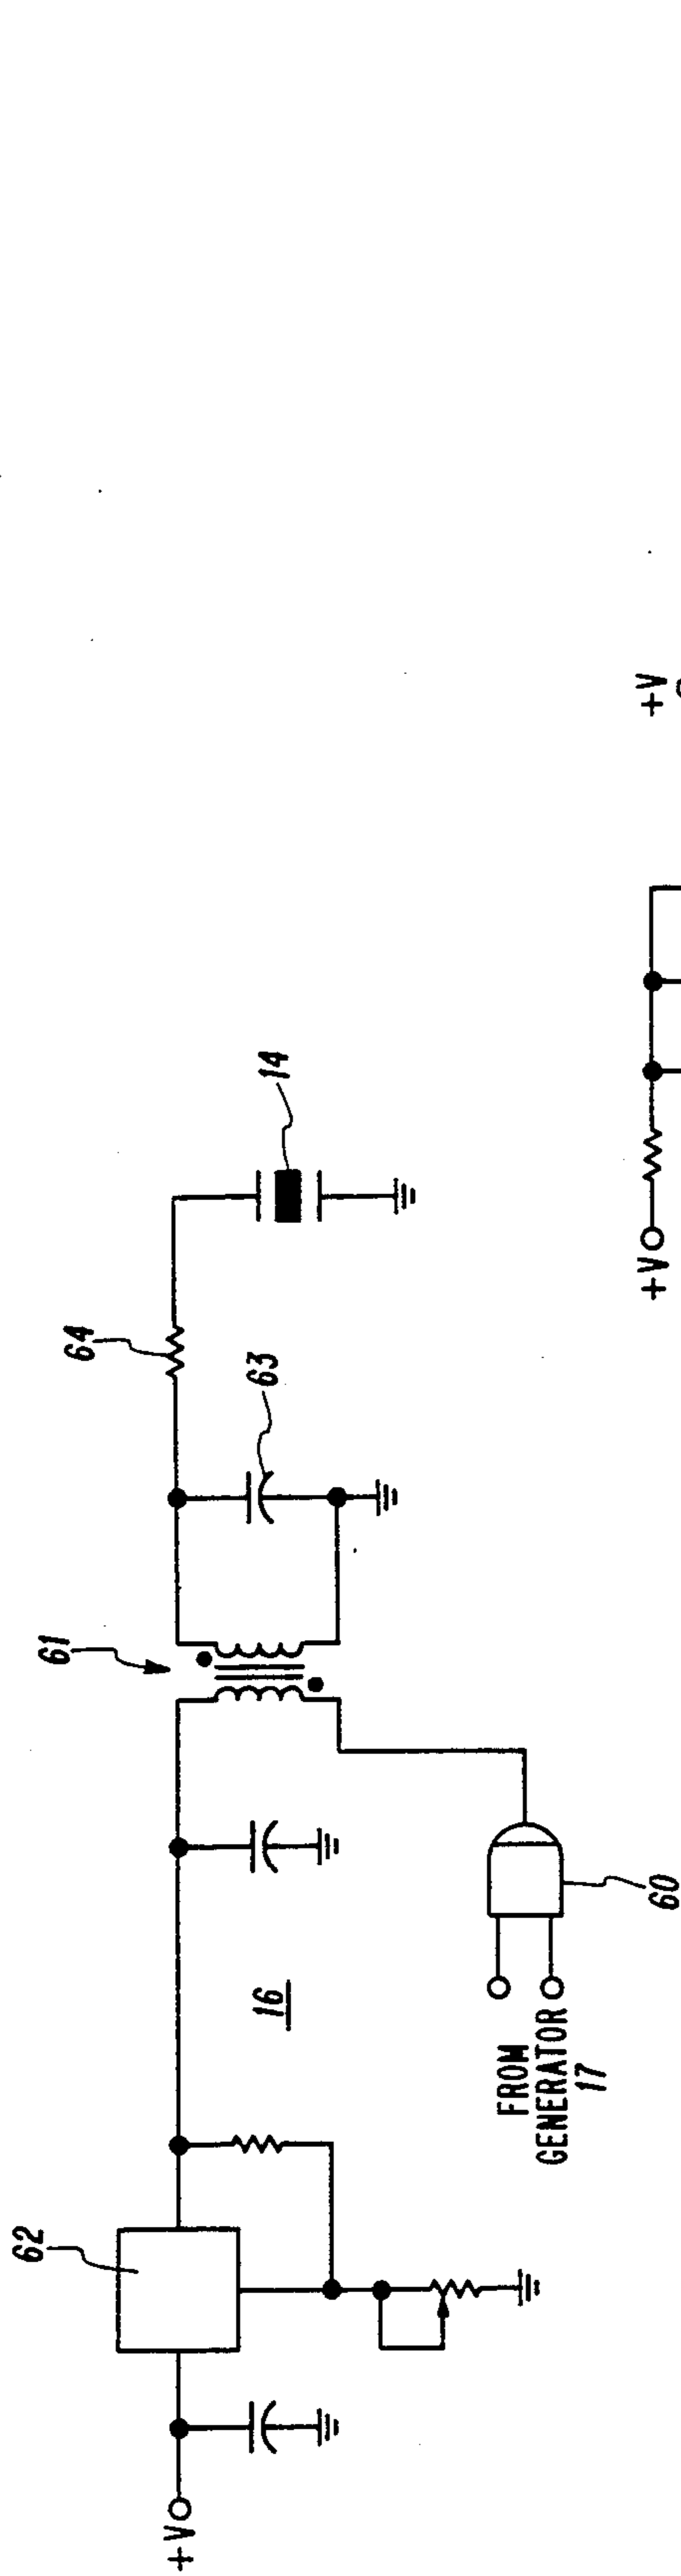 +V
62
16
FROM
GENERATOR
17
60
61
63
64
14
+V
+V